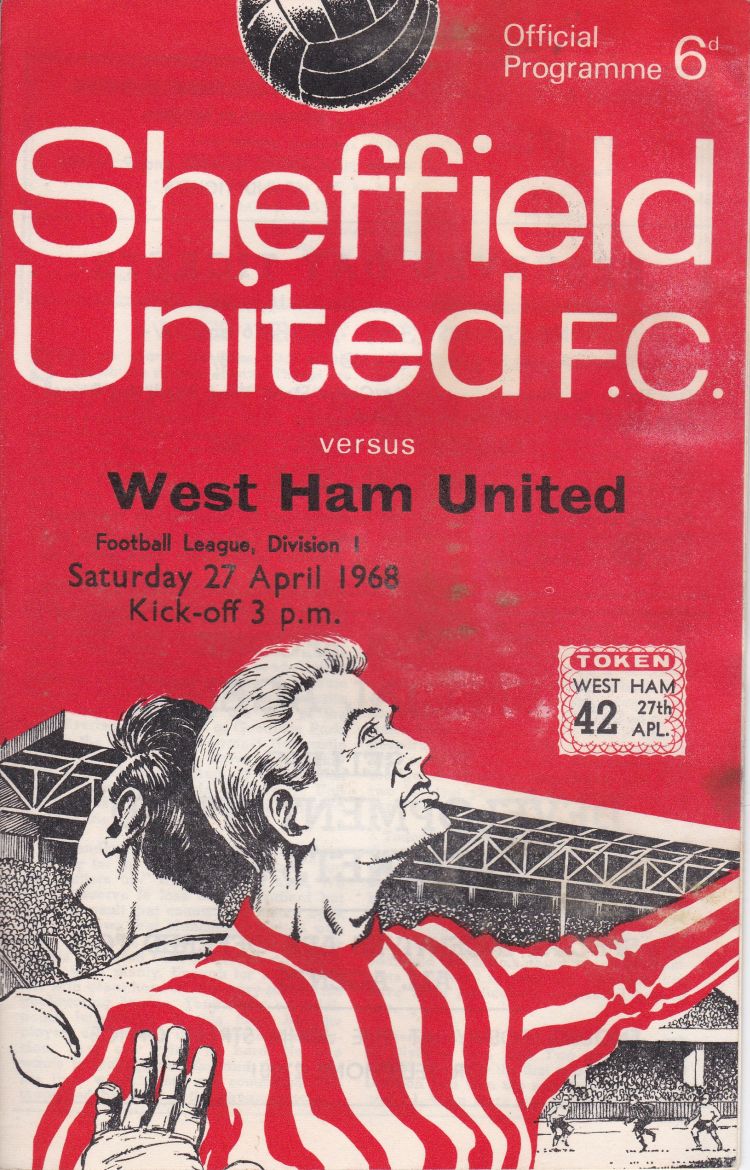 Official
Programme 6d
Sheffield
United F.C.
versus
West Ham United
Football League, Division 1
Saturday 27 April 1968
Kick-off 3 p.m.
TOKEN
WEST HAM
42 27th
APL.